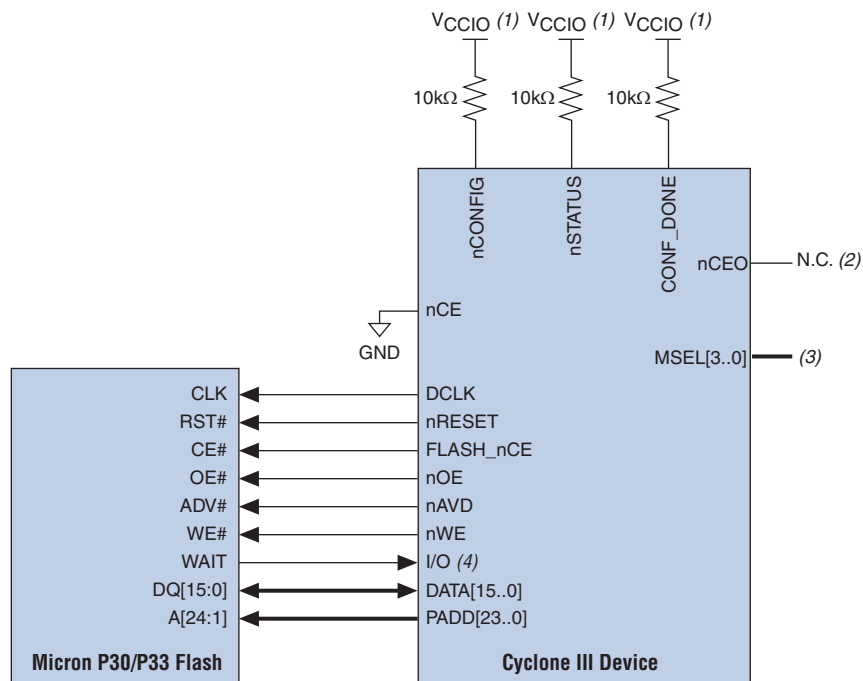 VCCIO (1) VCCIO (1) VCCIO (1)
10kΩ 10kΩ 10kΩ
nCONFIG
nSTATUS
CONF_DONE
nCEO N.C. (2)
nCE
GND
MSEL[3..0] (3)
CLK DCLK
RST# nRESET
CE# FLASH_nCE
OE# nOE
ADV# nAVD
WE# nWE
WAIT I/O (4)
DQ[15:0] DATA[15..0]
A[24:1] PADD[23..0]
Micron P30/P33 Flash Cyclone III Device